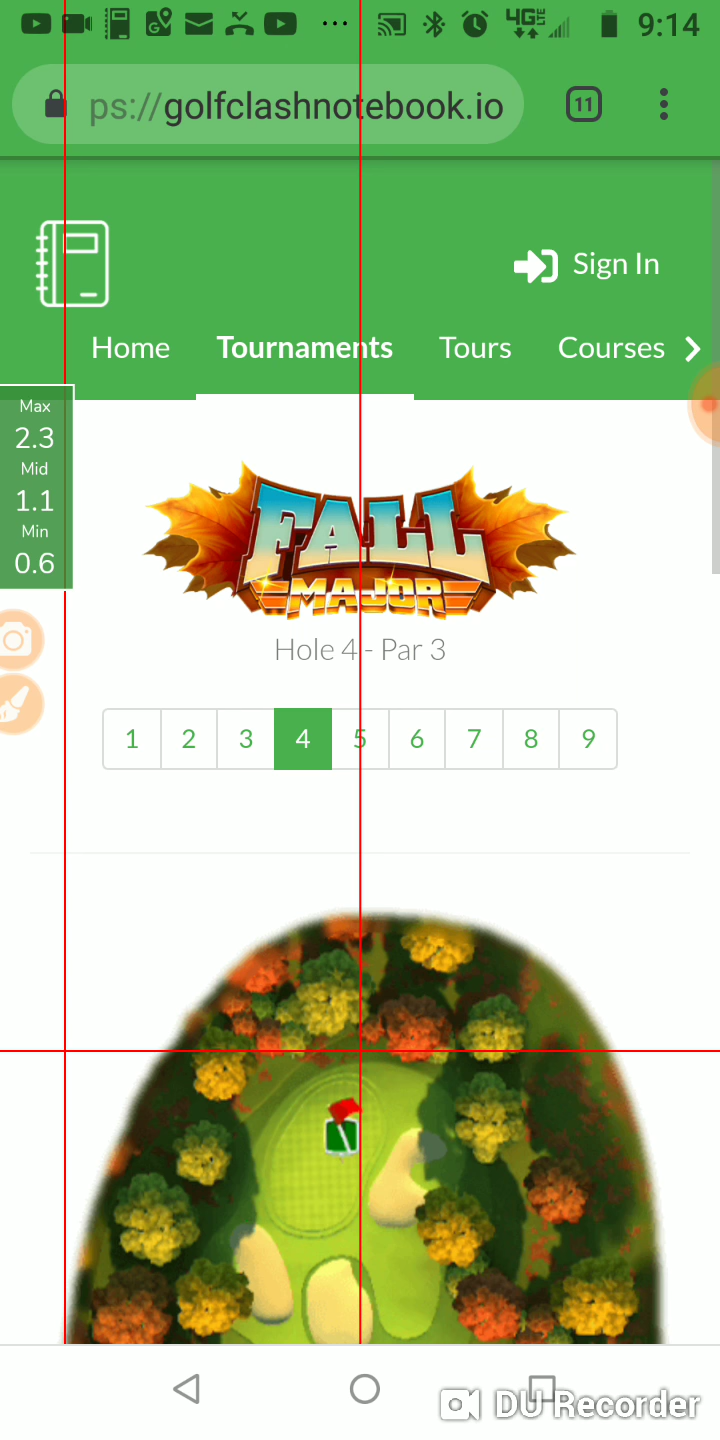 4G LTE 9:14
ps://golfclashnotebook.io 11
Sign In
Home Tournaments Tours Courses
Max
2.3
Mid
1.1
Min
0.6
FALL
MAJOR
Hole 4 - Par 3
1 2 3 4 5 6 7 8 9
DU Recorder